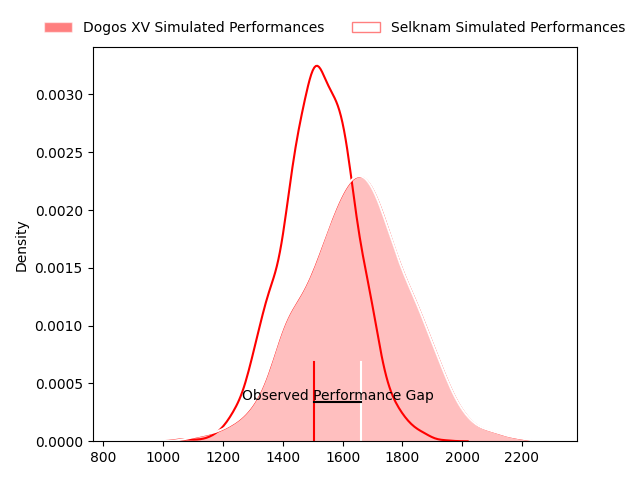 Dogos XV Simulated Performances
Selknam Simulated Performances
Density
0.0030
0.0025
0.0020
0.0015
0.0010
0.0005
0.0000
Observed Performance Gap
800 1000 1200 1400 1600 1800 2000 2200